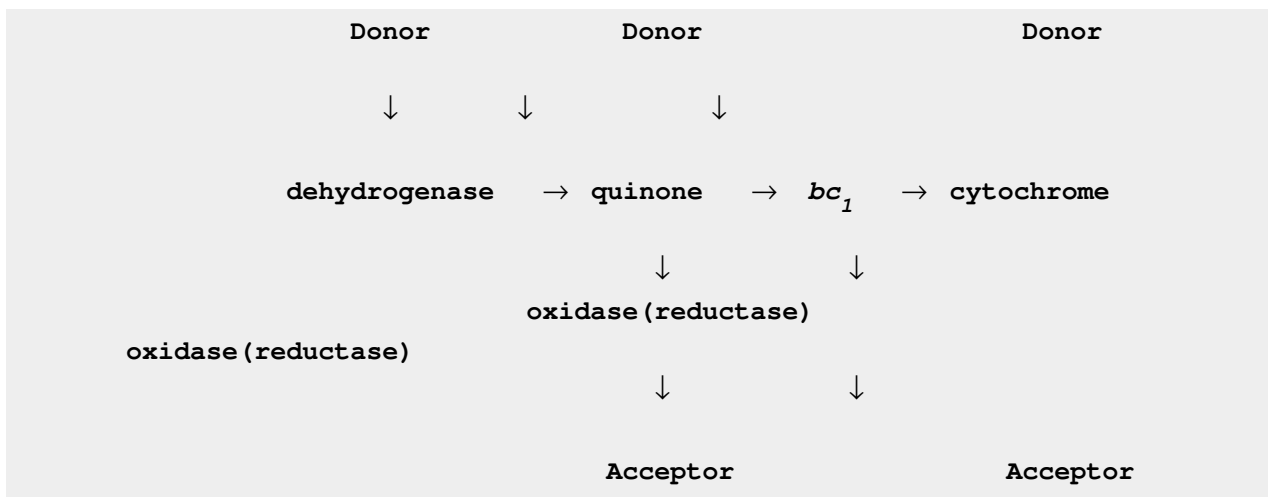 Donor Donor Donor
↓ ↓ ↓
dehydrogenase → quinone → bc1 → cytochrome
↓ ↓
oxidase(reductase)
oxidase(reductase)
↓ ↓
Acceptor Acceptor